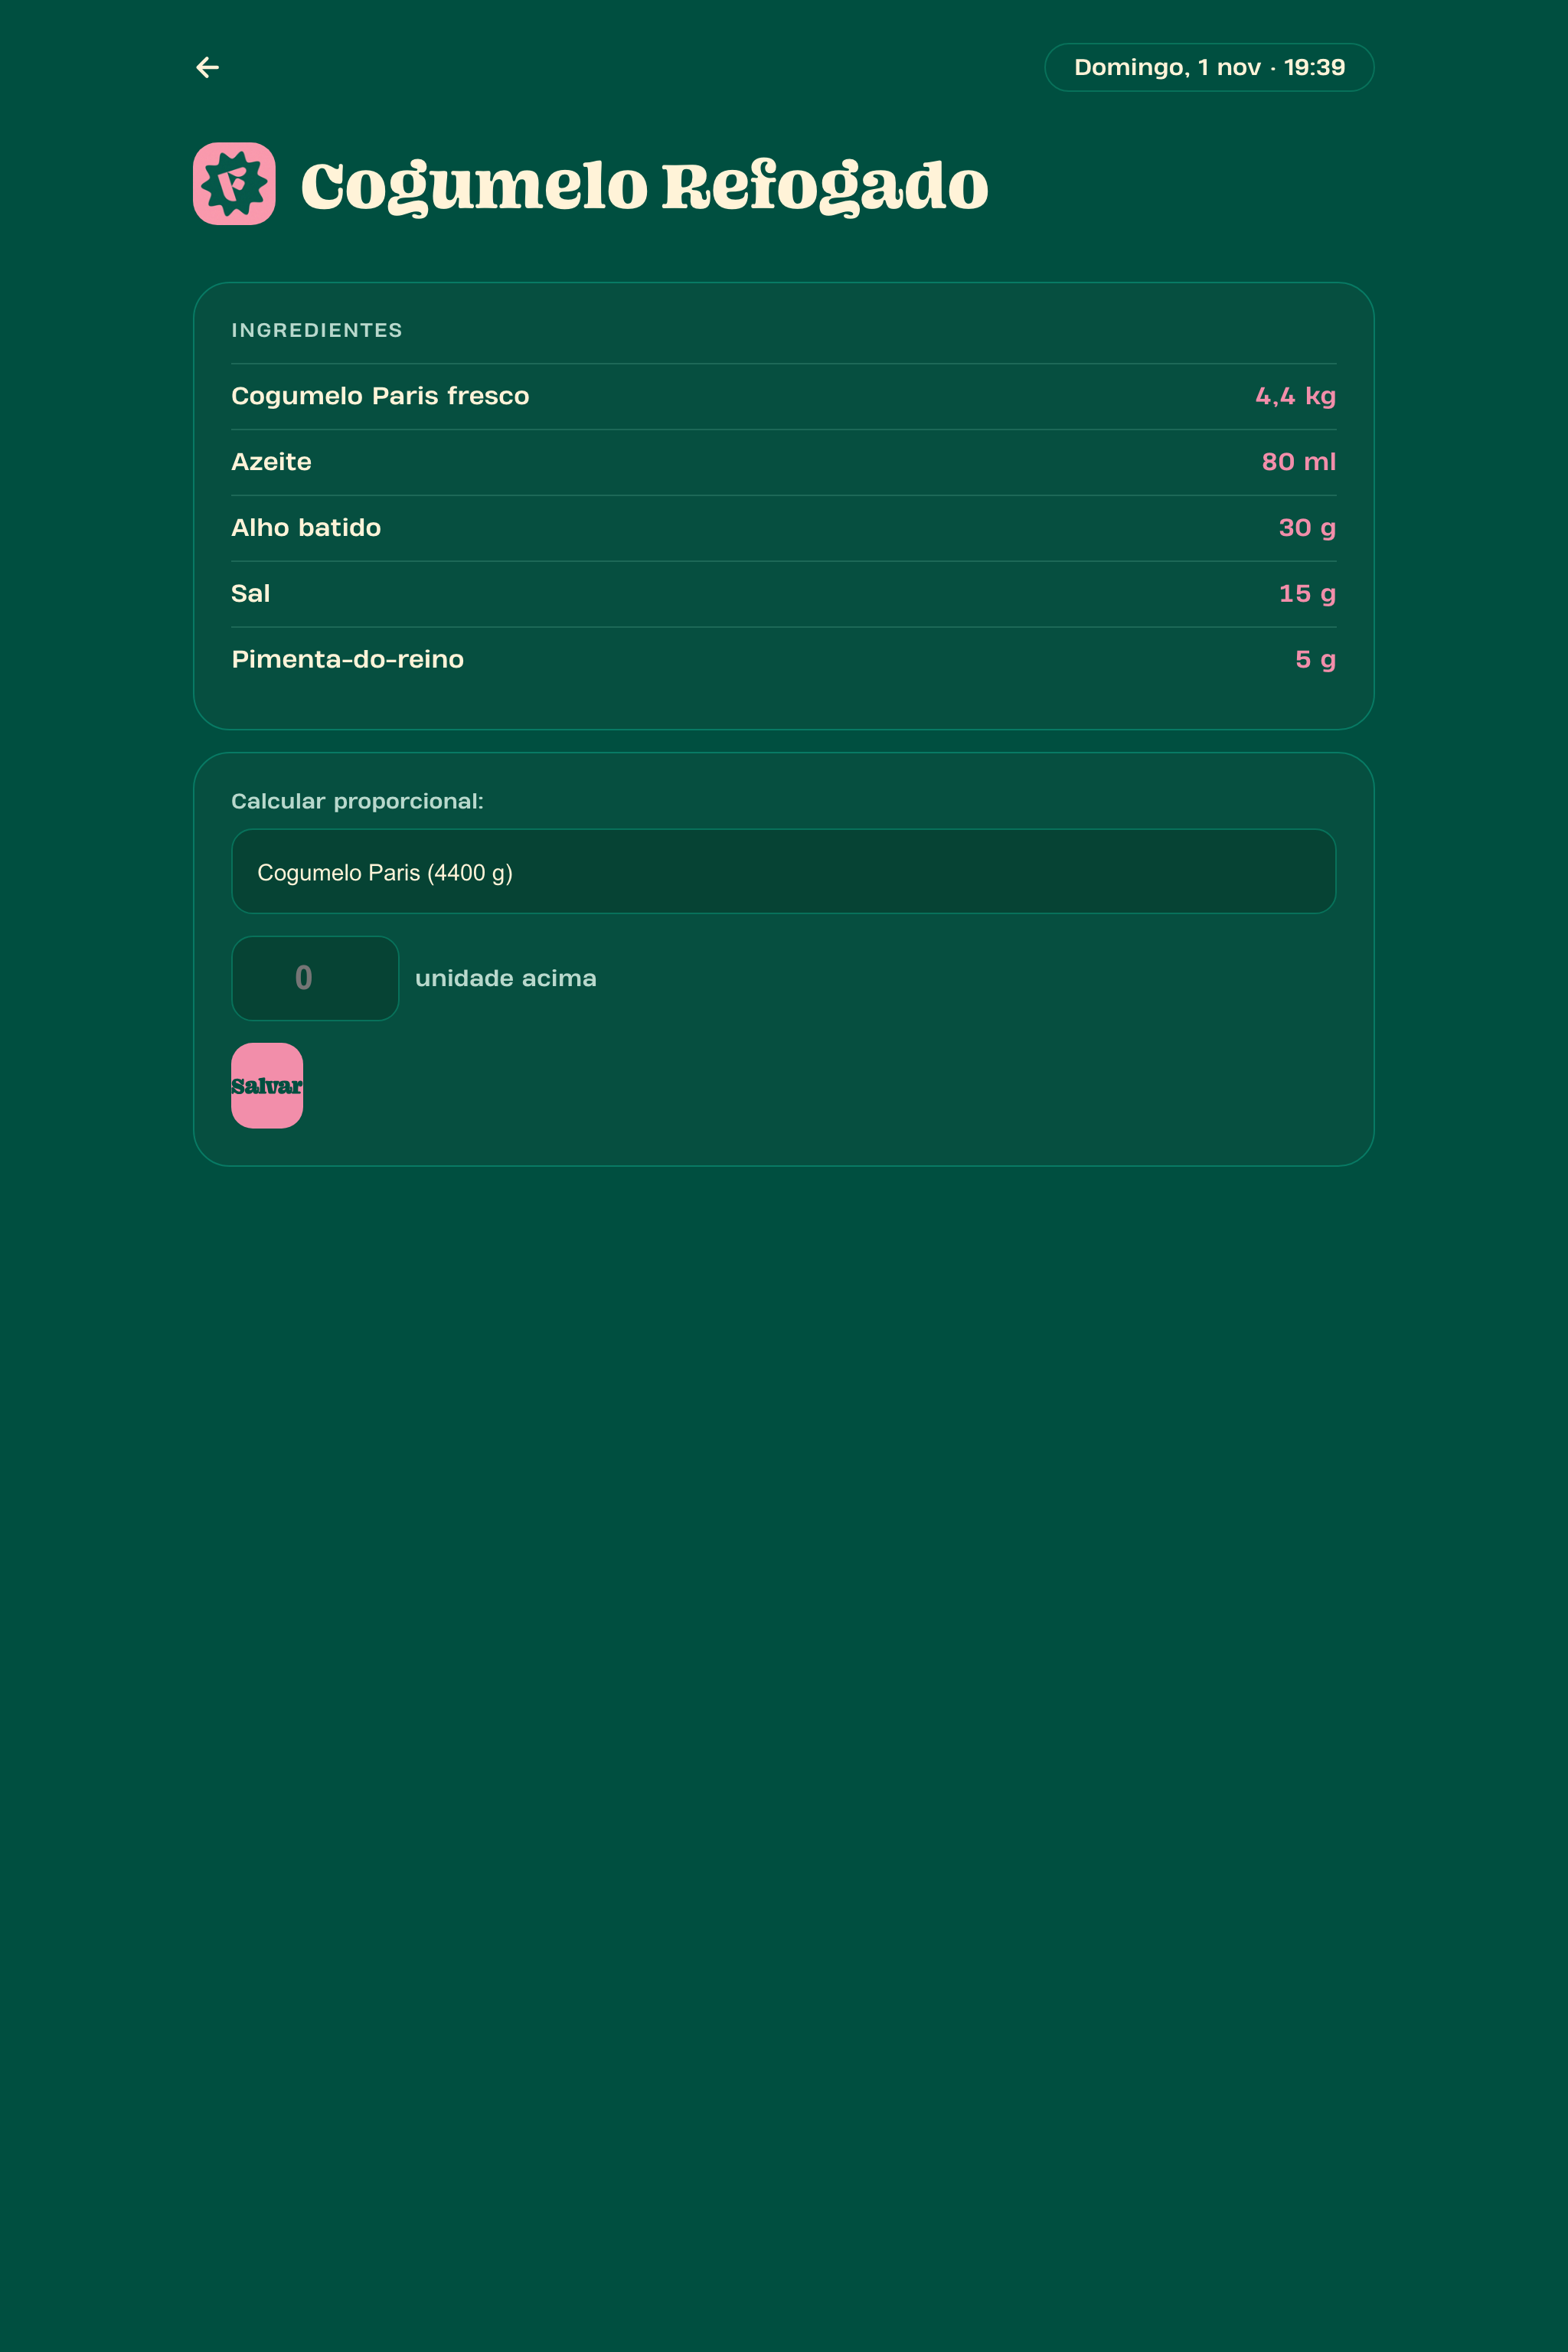 Domingo, 1 nov · 19:39
Cogumelo Refogado
INGREDIENTES
Cogumelo Paris fresco 4,4 kg
Azeite 80 ml
Alho batido 30 g
Sal 15 g
Pimenta-do-reino 5 g
Calcular proporcional:
Cogumelo Paris (4400 g)
0 unidade acima
Salvar